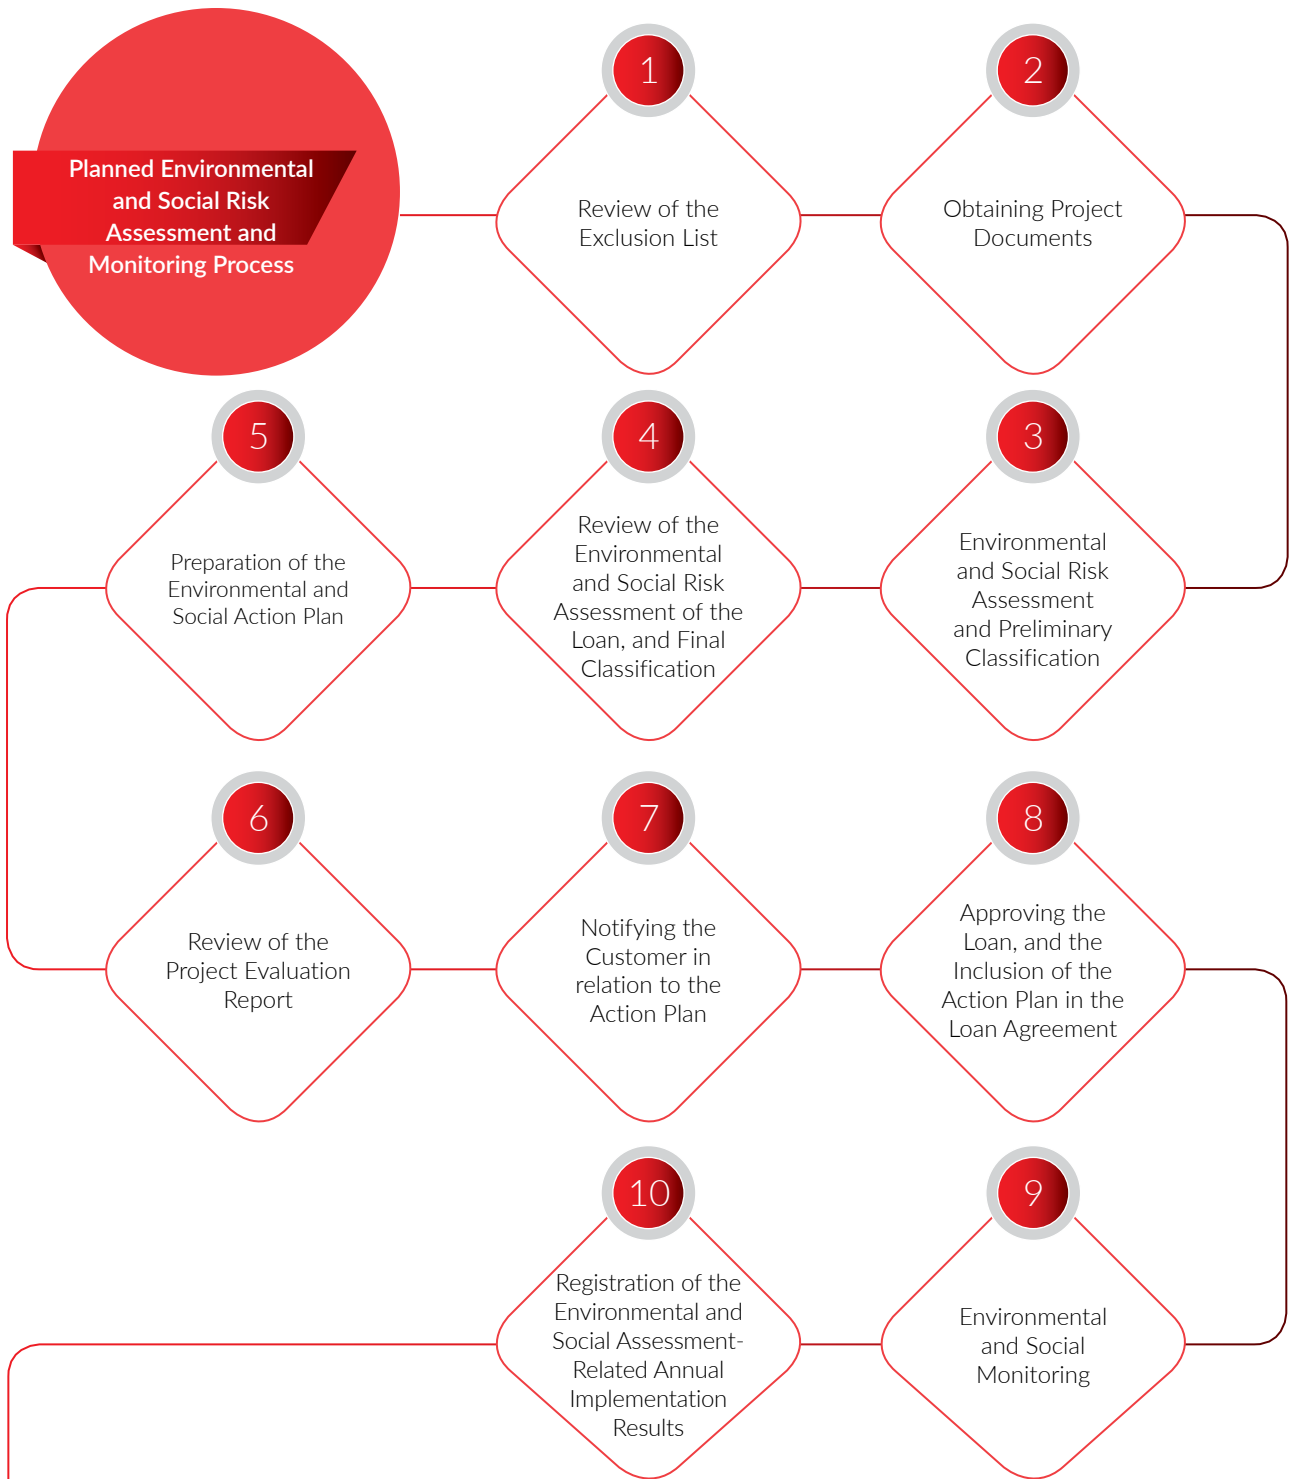 Planned Environmental
and Social Risk
Assessment and
Monitoring Process
1
Review of the
Exclusion List
2
Obtaining Project
Documents
3
Environmental
and Social Risk
Assessment
and Preliminary
Classification
4
Review of the
Environmental
and Social Risk
Assessment of the
Loan, and Final
Classification
5
Preparation of the
Environmental and
Social Action Plan
6
Review of the
Project Evaluation
Report
7
Notifying the
Customer in
relation to the
Action Plan
8
Approving the
Loan, and the
Inclusion of the
Action Plan in the
Loan Agreement
9
Environmental
and Social
Monitoring
10
Registration of the
Environmental and
Social Assessment-
Related Annual
Implementation
Results